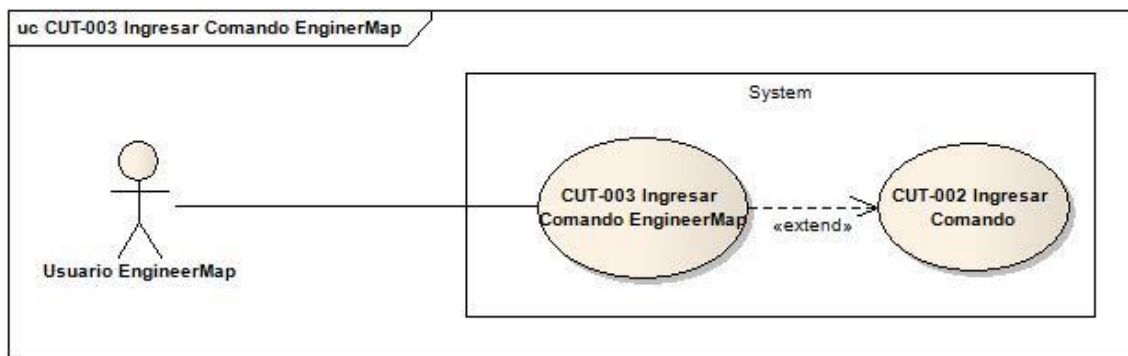 uc CUT-003 Ingresar Comando EnginerMap
System
CUT-003 Ingresar
Comando EngineerMap
«extend»
CUT-002 Ingresar
Comando
Usuario EngineerMap